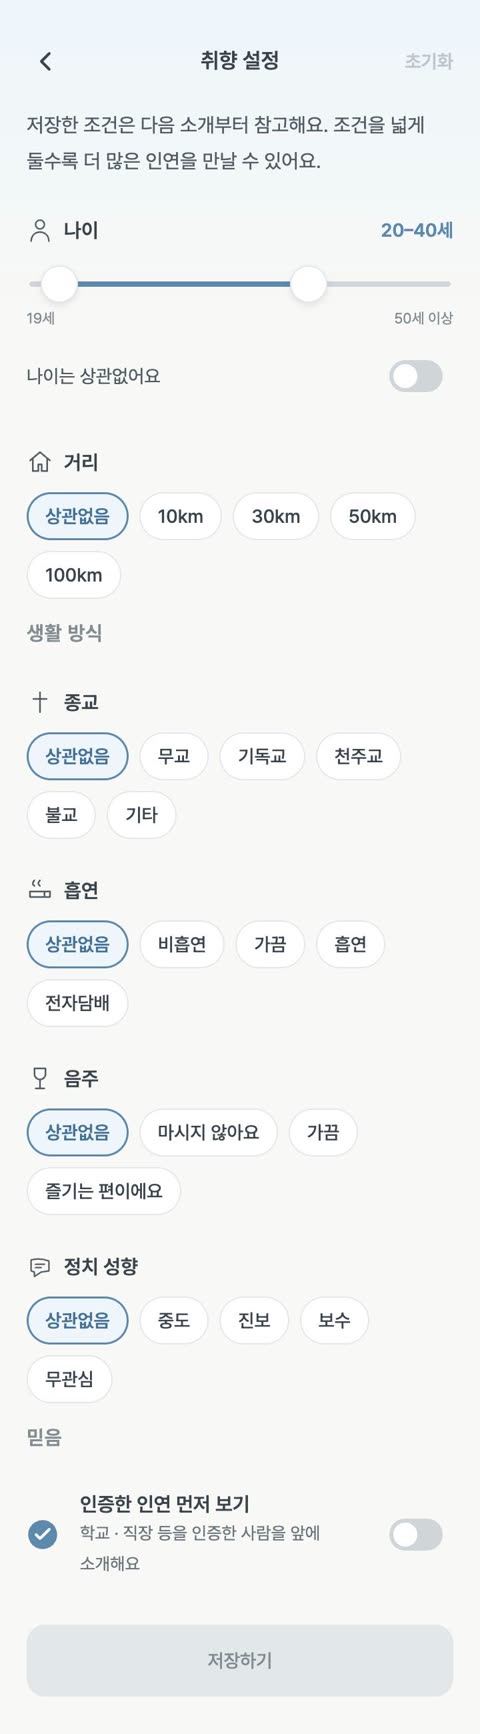 취향 설정
초기화
저장한 조건은 다음 소개부터 참고해요. 조건을 넓게
둘수록 더 많은 인연을 만날 수 있어요.
나이
20–40세
19세
50세 이상
나이는 상관없어요
거리
상관없음 10km 30km 50km
100km
생활 방식
종교
상관없음 무교 기독교 천주교
불교 기타
흡연
상관없음 비흡연 가끔 흡연
전자담배
음주
상관없음 마시지 않아요 가끔
즐기는 편이에요
정치 성향
상관없음 중도 진보 보수
무관심
믿음
인증한 인연 먼저 보기
학교 · 직장 등을 인증한 사람을 앞에
소개해요
저장하기